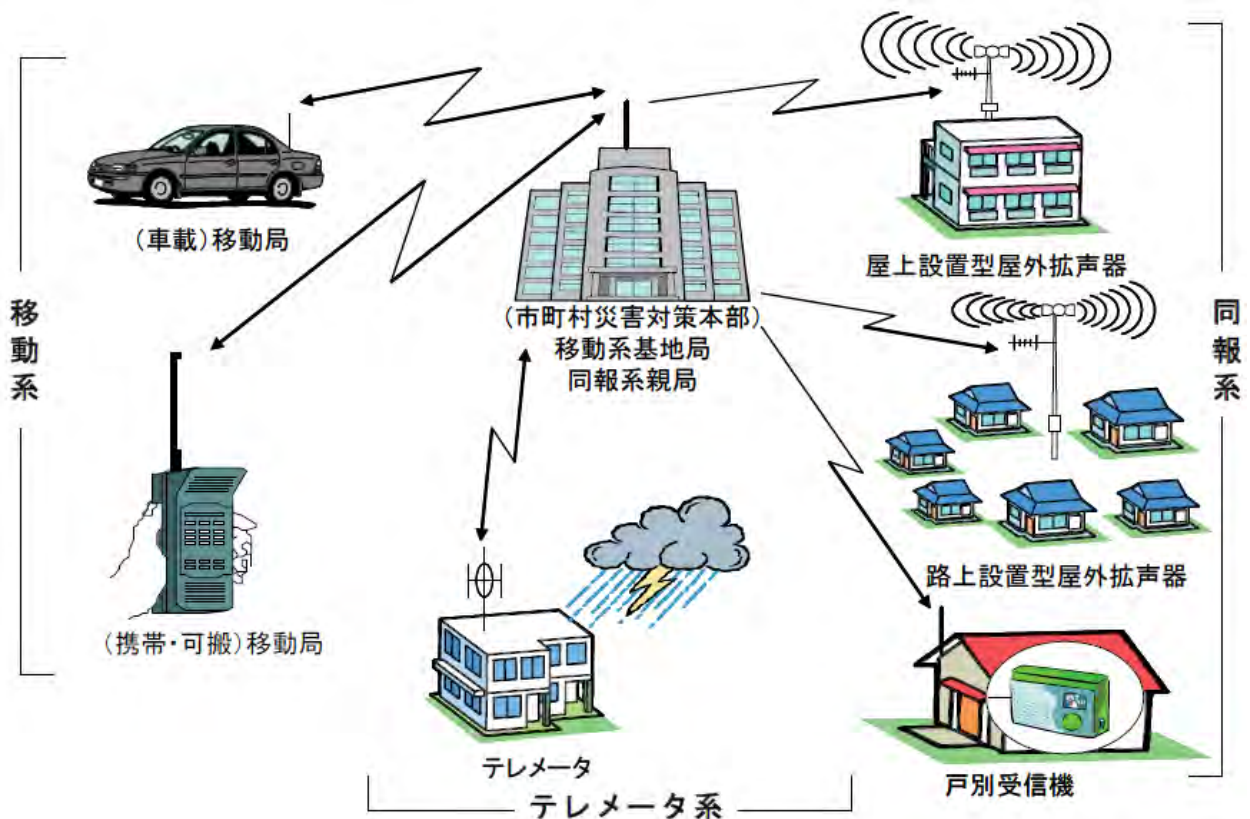 (車載)移動局
屋上設置型屋外拡声器
移動系
(市町村災害対策本部)
移動系基地局
同報系親局
同報系
路上設置型屋外拡声器
(携帯・可搬)移動局
テレメータ
戸別受信機
テレメータ系